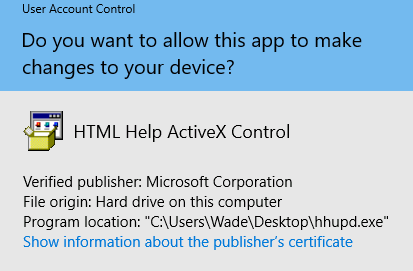 User Account Control
Do you want to allow this app to make
changes to your device?
HTML Help ActiveX Control
Verified publisher: Microsoft Corporation
File origin: Hard drive on this computer
Program location: "C:\Users\Wade\Desktop\hhupd.exe"
Show information about the publisher's certificate